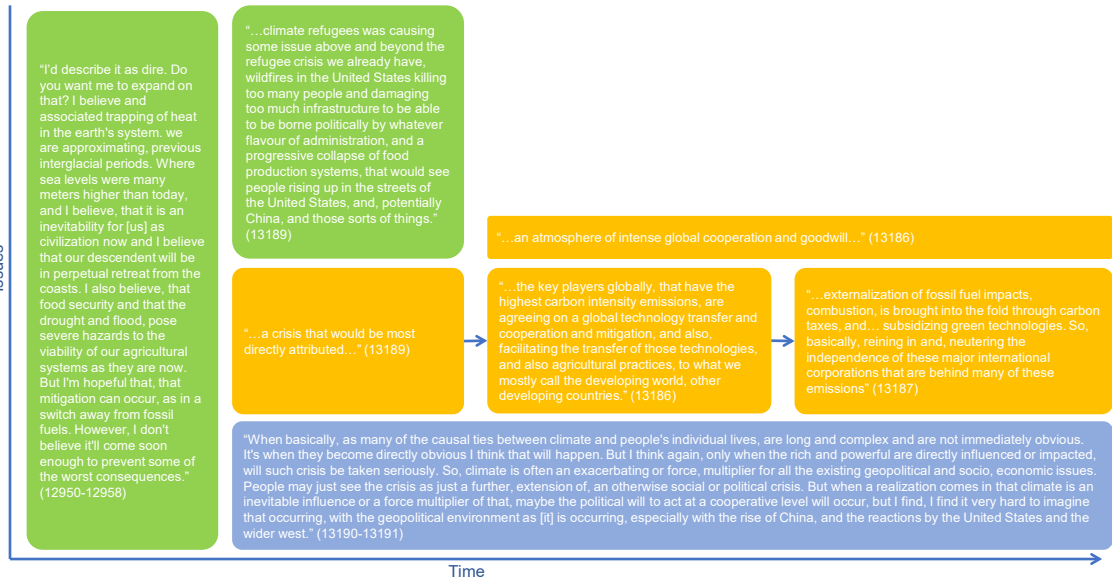 “I’d describe it as dire. Do
you want me to expand on
that? I believe and
associated trapping of heat
in the earth's system. we
are approximating, previous
interglacial periods. Where
sea levels were many
meters higher than today,
and I believe, that it is an
inevitability for [us] as
civilization now and I believe
that our descendent will be
in perpetual retreat from the
coasts. I also believe, that
food security and that the
drought and flood, pose
severe hazards to the
viability of our agricultural
systems as they are now.
But I'm hopeful that, that
mitigation can occur, as in a
switch away from fossil
fuels. However, I don't
believe it'll come soon
enough to prevent some of
the worst consequences.”
(12950-12958)
“…climate refugees was causing
some issue above and beyond the
refugee crisis we already have,
wildfires in the United States killing
too many people and damaging
too much infrastructure to be able
to be borne politically by whatever
flavour of administration, and a
progressive collapse of food
production systems, that would see
people rising up in the streets of
the United States, and, potentially
China, and those sorts of things.”
(13189)
“…an atmosphere of intense global cooperation and goodwill…” (13186)
“…a crisis that would be most
directly attributed…” (13189)
“…the key players globally, that have the
highest carbon intensity emissions, are
agreeing on a global technology transfer and
cooperation and mitigation, and also,
facilitating the transfer of those technologies,
and also agricultural practices, to what we
mostly call the developing world, other
developing countries.” (13186)
“…externalization of fossil fuel impacts,
combustion, is brought into the fold through carbon
taxes, and… subsidizing green technologies. So,
basically, reining in and, neutering the
independence of these major international
corporations that are behind many of these
emissions” (13187)
“When basically, as many of the causal ties between climate and people's individual lives, are long and complex and are not immediately obvious.
It's when they become directly obvious I think that will happen. But I think again, only when the rich and powerful are directly influenced or impacted,
will such crisis be taken seriously. So, climate is often an exacerbating or force, multiplier for all the existing geopolitical and socio, economic issues.
People may just see the crisis as just a further, extension of, an otherwise social or political crisis. But when a realization comes in that climate is an
inevitable influence or a force multiplier of that, maybe the political will to act at a cooperative level will occur, but I find, I find it very hard to imagine
that occurring, with the geopolitical environment as [it] is occurring, especially with the rise of China, and the reactions by the United States and the
wider west.” (13190-13191)
Time